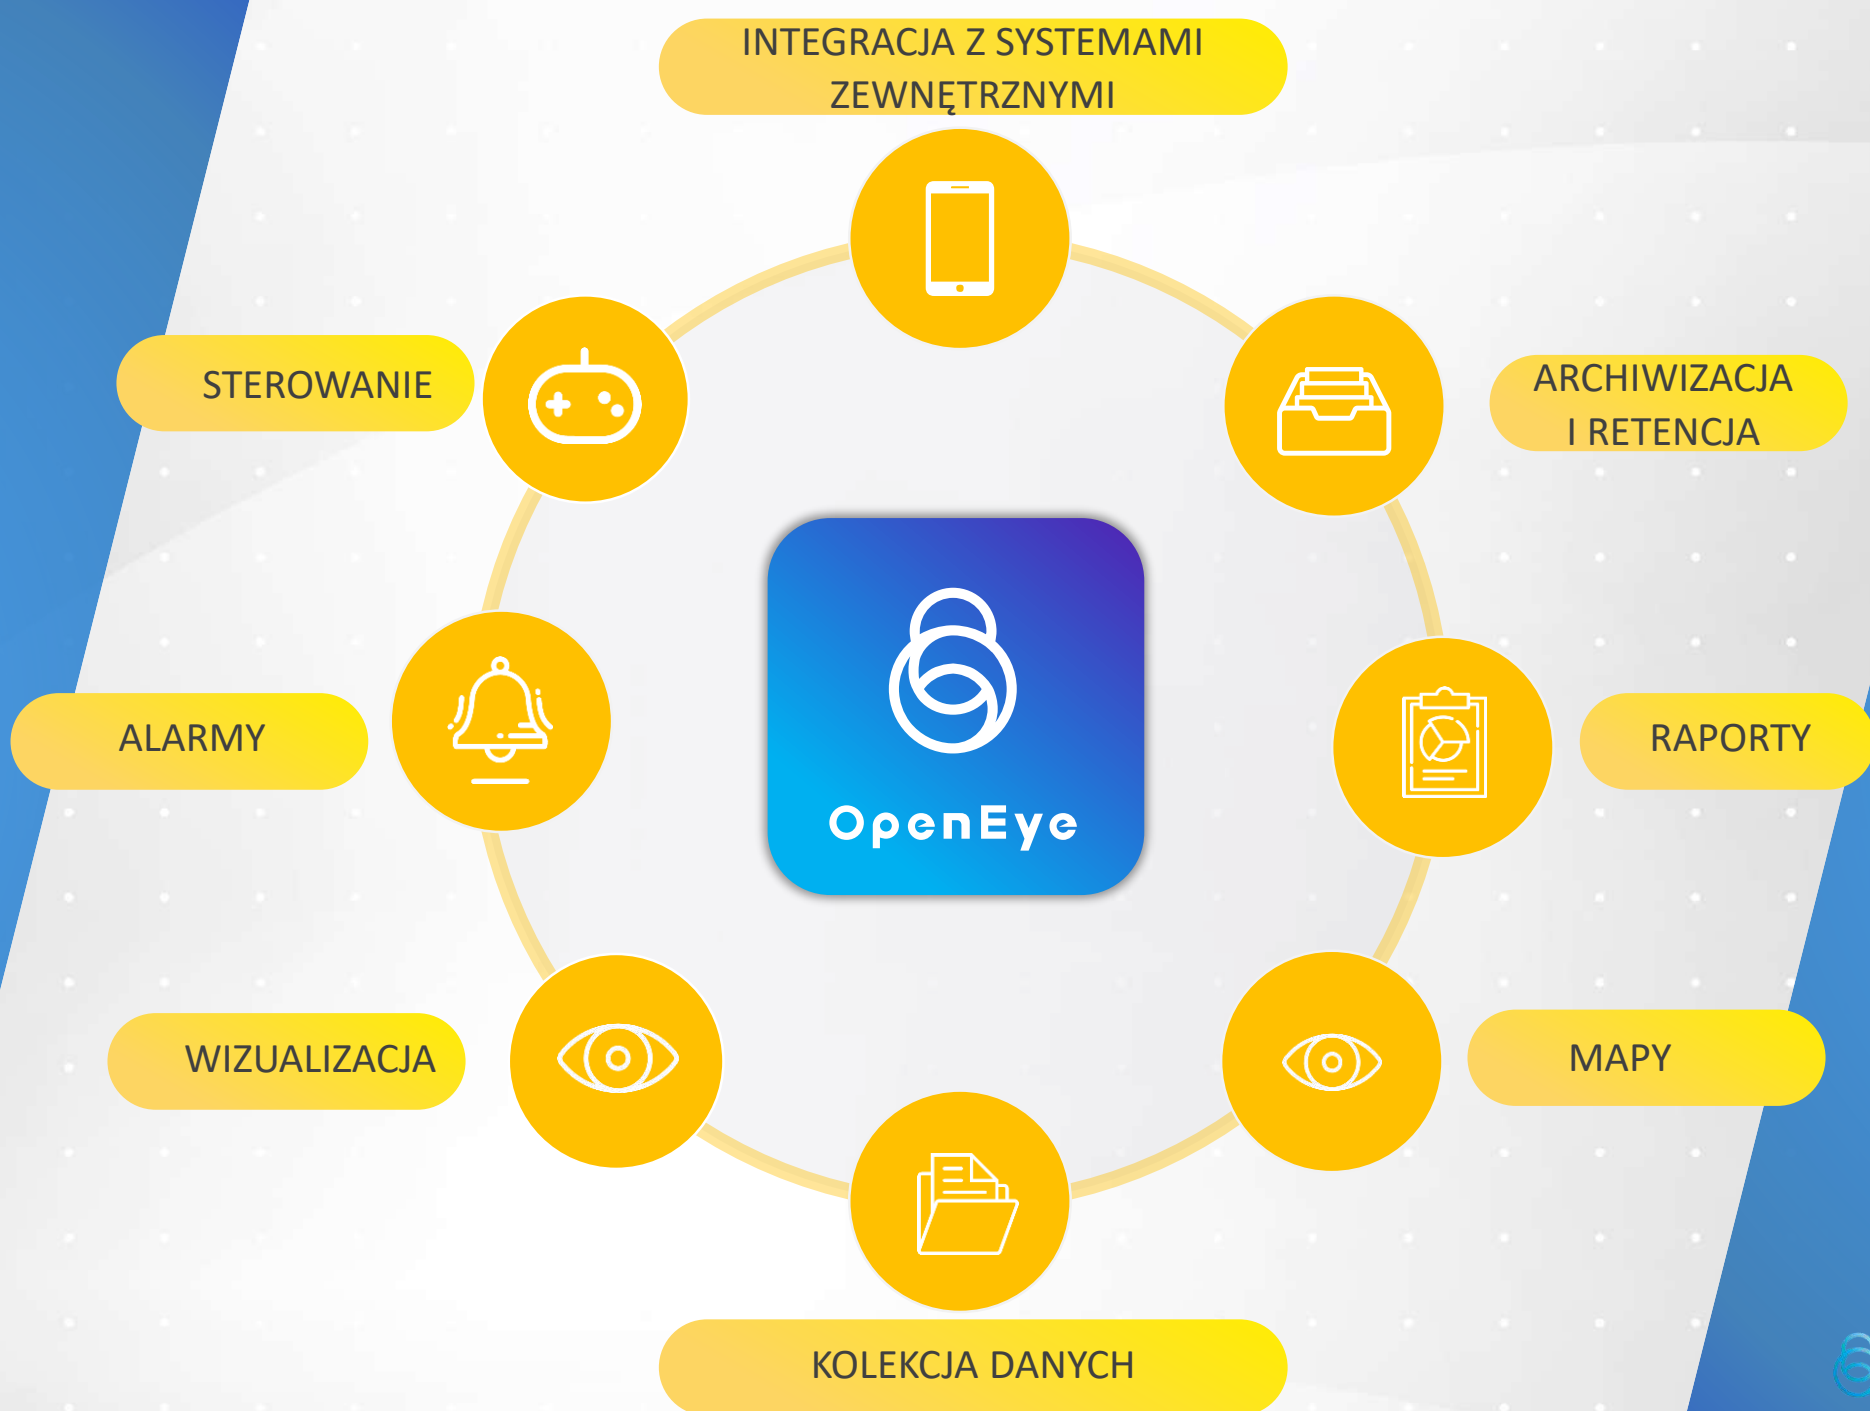 INTEGRACJA Z SYSTEMAMI
ZEWNĘTRZNYMI
STEROWANIE
ARCHIWIZACJA
I RETENCJA
ALARMY
OpenEye
RAPORTY
WIZUALIZACJA
MAPY
KOLEKCJA DANYCH